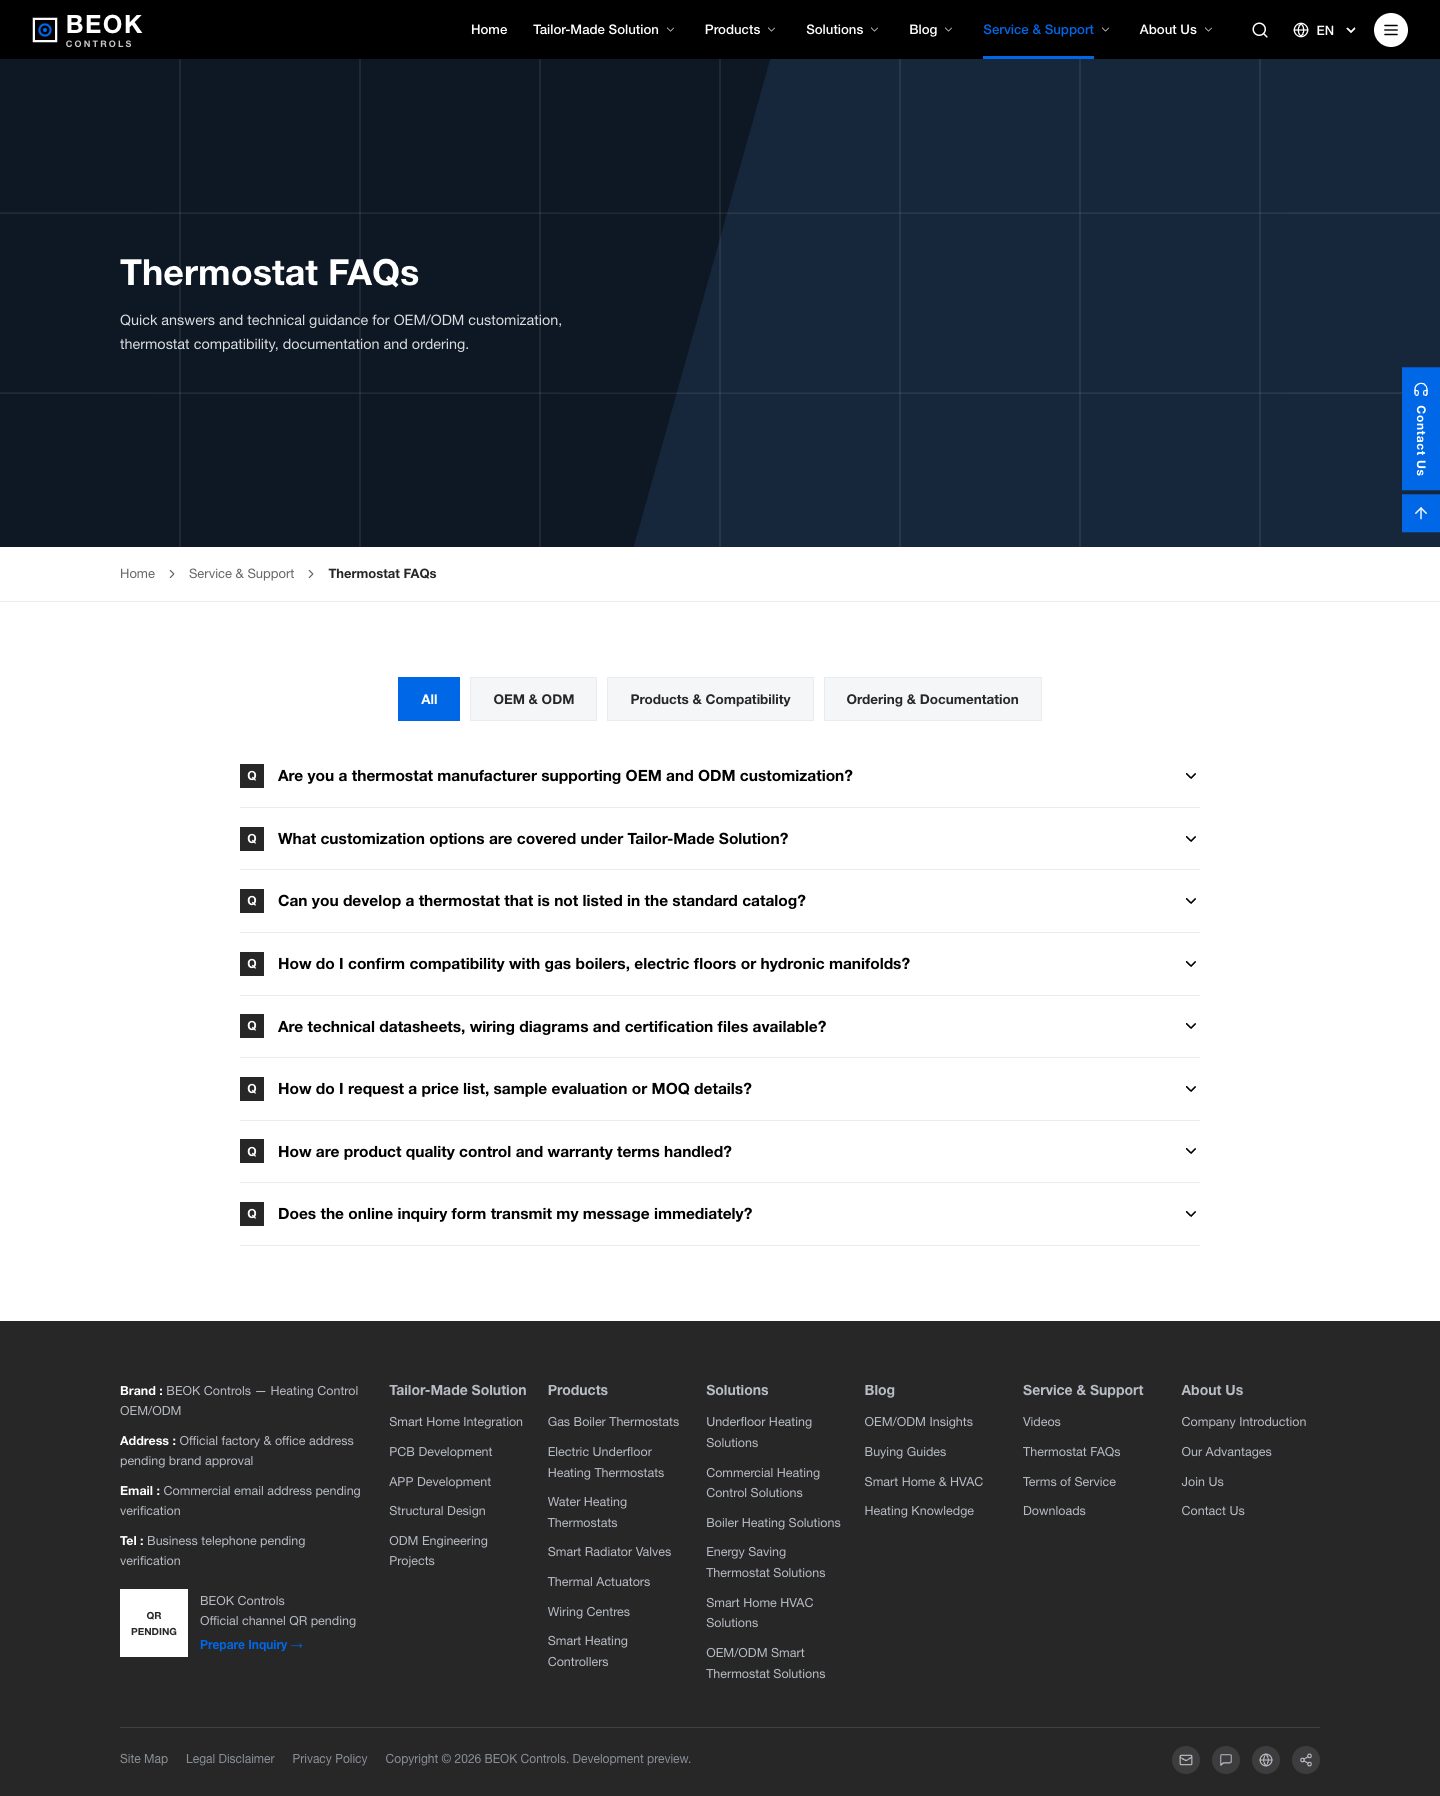 BEOK
CONTROLS
Home
Tailor-Made Solution
Products
Solutions
Blog
Service & Support
About Us
EN
Thermostat FAQs
Quick answers and technical guidance for OEM/ODM customization,
thermostat compatibility, documentation and ordering.
Contact Us
Home
Service & Support
Thermostat FAQs
All
OEM & ODM
Products & Compatibility
Ordering & Documentation
Q Are you a thermostat manufacturer supporting OEM and ODM customization?
Q What customization options are covered under Tailor-Made Solution?
Q Can you develop a thermostat that is not listed in the standard catalog?
Q How do I confirm compatibility with gas boilers, electric floors or hydronic manifolds?
Q Are technical datasheets, wiring diagrams and certification files available?
Q How do I request a price list, sample evaluation or MOQ details?
Q How are product quality control and warranty terms handled?
Q Does the online inquiry form transmit my message immediately?
Brand : BEOK Controls — Heating Control
OEM/ODM
Address : Official factory & office address
pending brand approval
Email : Commercial email address pending
verification
Tel : Business telephone pending
verification
QR
PENDING
BEOK Controls
Official channel QR pending
Prepare Inquiry →
Tailor-Made Solution
Smart Home Integration
PCB Development
APP Development
Structural Design
ODM Engineering
Projects
Products
Gas Boiler Thermostats
Electric Underfloor
Heating Thermostats
Water Heating
Thermostats
Smart Radiator Valves
Thermal Actuators
Wiring Centres
Smart Heating
Controllers
Solutions
Underfloor Heating
Solutions
Commercial Heating
Control Solutions
Boiler Heating Solutions
Energy Saving
Thermostat Solutions
Smart Home HVAC
Solutions
OEM/ODM Smart
Thermostat Solutions
Blog
OEM/ODM Insights
Buying Guides
Smart Home & HVAC
Heating Knowledge
Service & Support
Videos
Thermostat FAQs
Terms of Service
Downloads
About Us
Company Introduction
Our Advantages
Join Us
Contact Us
Site Map
Legal Disclaimer
Privacy Policy
Copyright © 2026 BEOK Controls. Development preview.